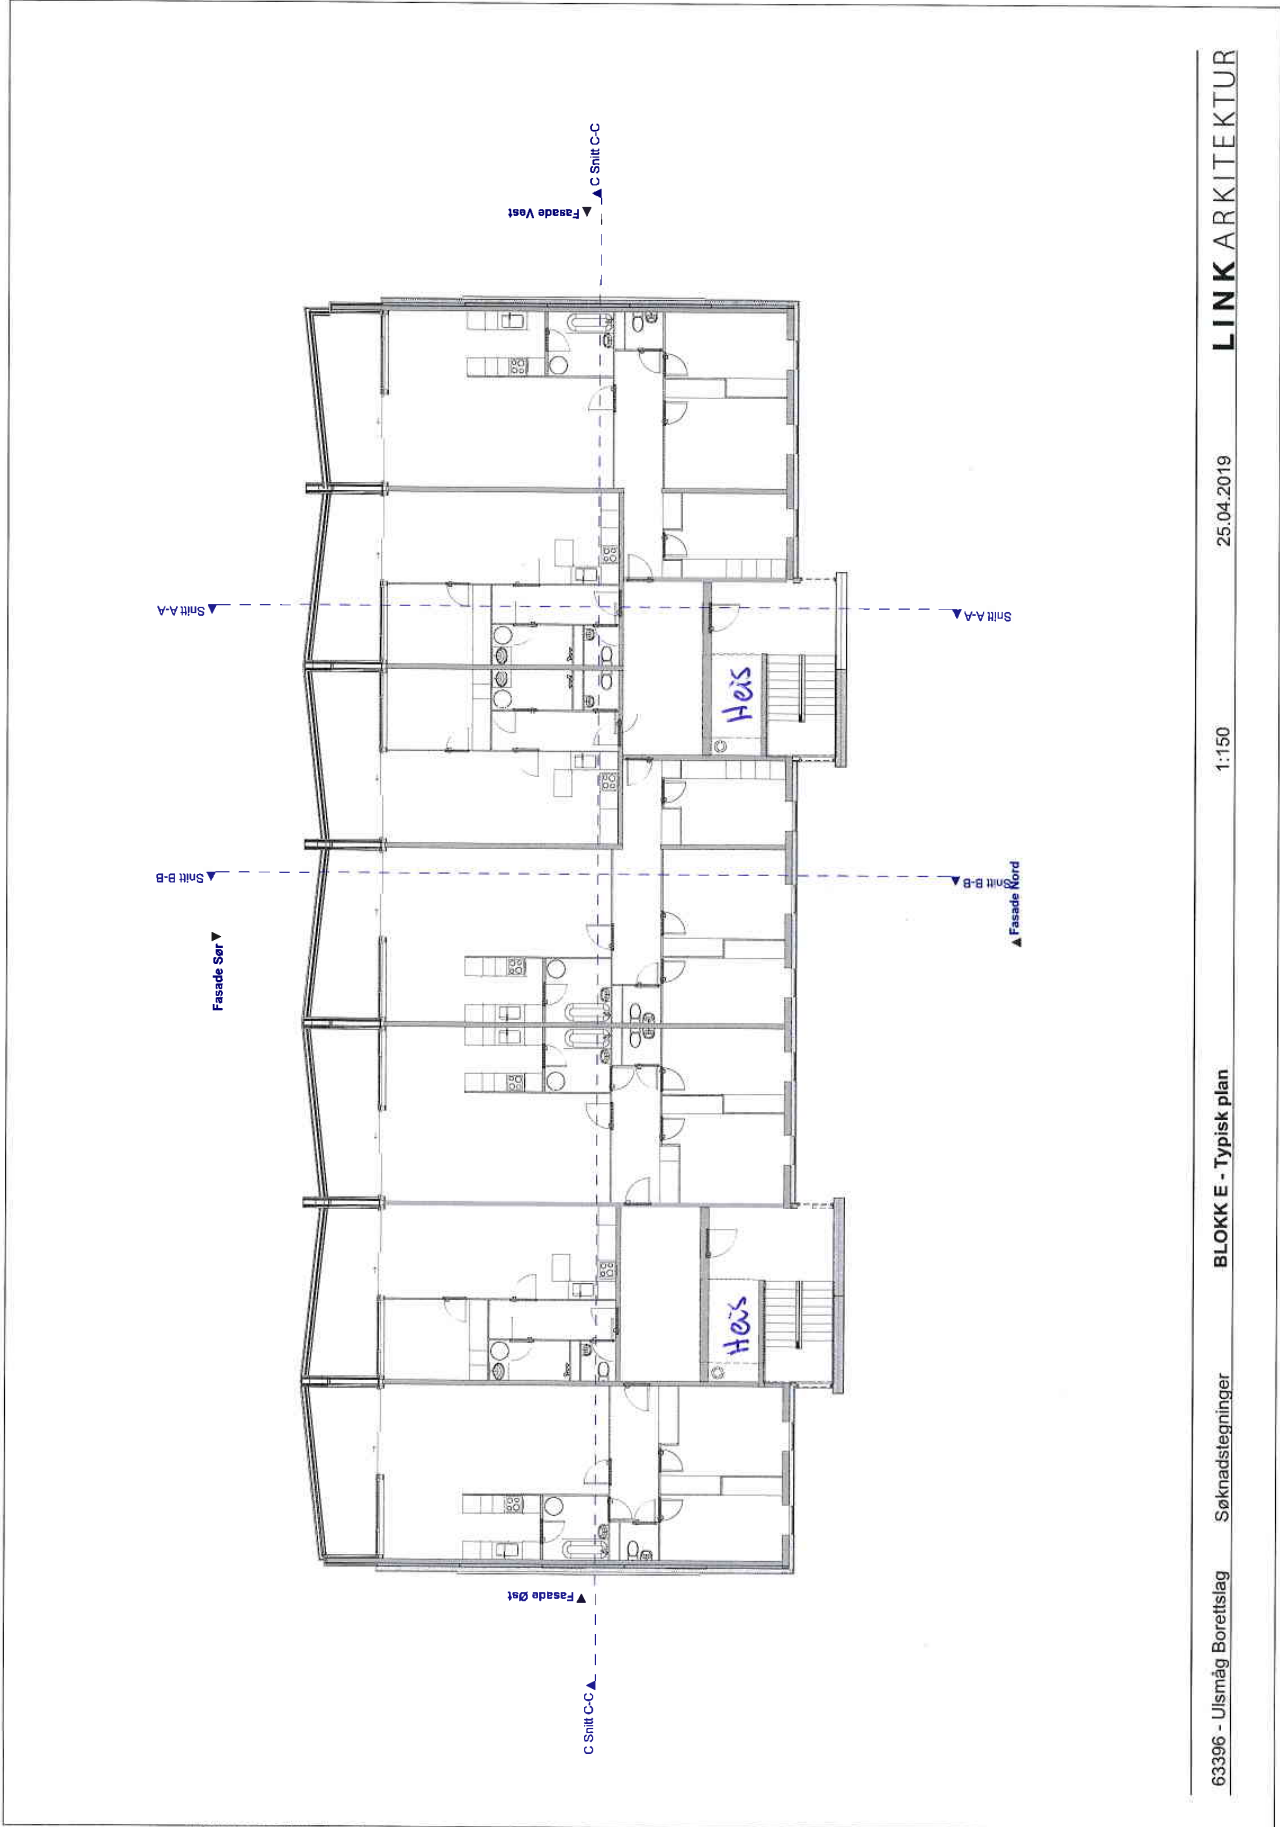 Fasade Sør
Snitt B-B
Snitt A-A
C Snitt C-C
Fasade Øst
Fasade Vest
C Snitt C-C
Heis
Heis
Snitt B-B
Snitt A-A
Fasade Nord
63396 - Ulsmåg Borettslag
Søknadstegninger
BLOKK E - Typisk plan
1:150
25.04.2019
LINK ARKITEKTUR